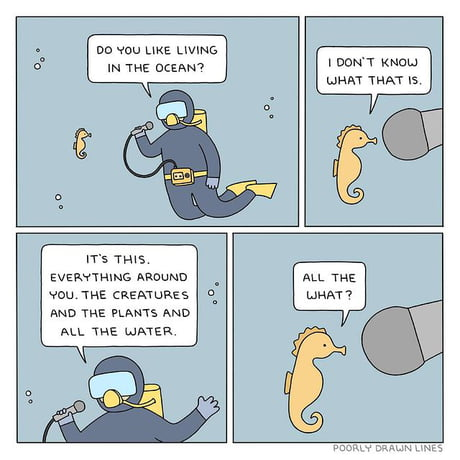 DO YOU LIKE LIVING
IN THE OCEAN?
I DON'T KNOW
WHAT THAT IS.
IT'S THIS.
EVERYTHING AROUND
YOU. THE CREATURES
AND THE PLANTS AND
ALL THE WATER.
ALL THE
WHAT?
POORLY DRAWN LINES